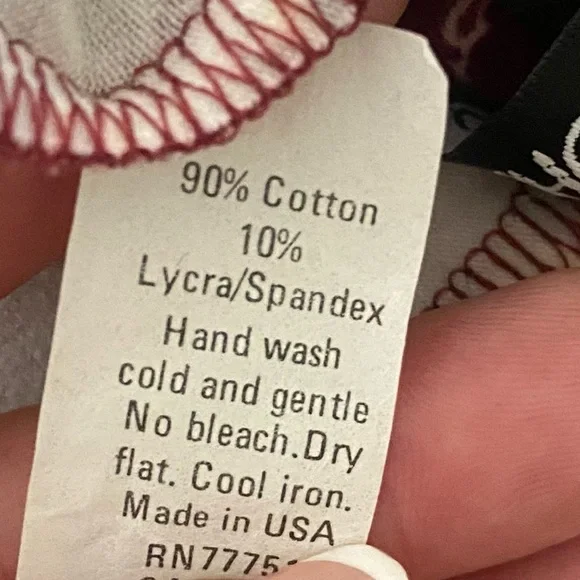 90% Cotton
10%
Lycra/Spandex
Hand wash
cold and gentle
No bleach.Dry
flat. Cool iron.
Made in USA